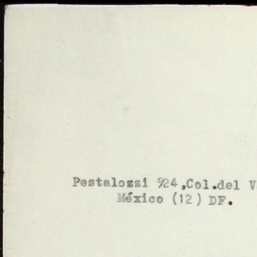 Pestalozzi 924,Col.del V
México (12) DF.